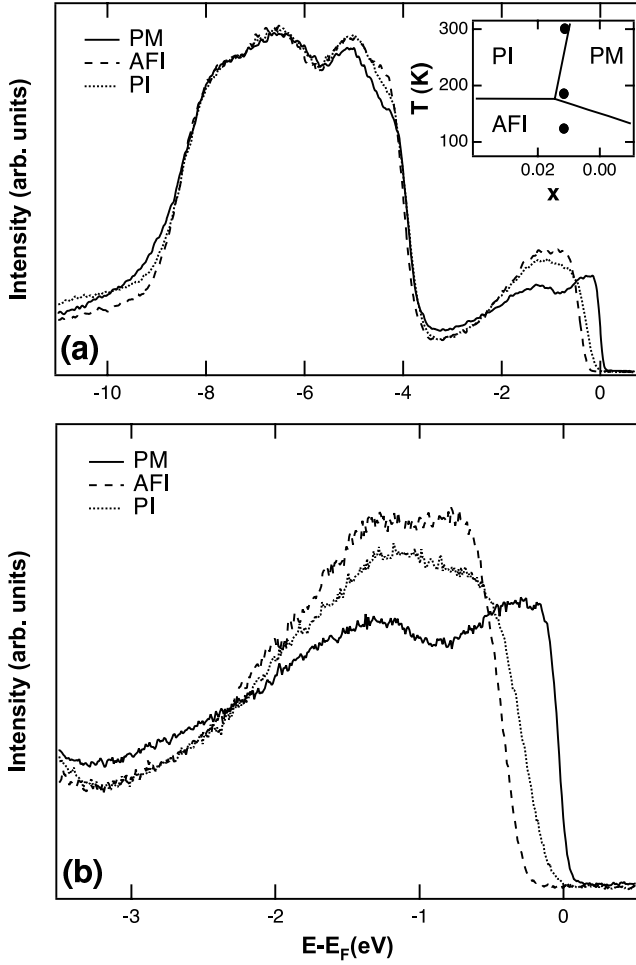 PM
AFI
PI
300
200
100
T (K)
PI
PM
AFI
0.02
0.00
x
Intensity (arb. units)
(a)
-10
-8
-6
-4
-2
0
PM
AFI
PI
Intensity (arb. units)
(b)
-3
-2
-1
0
E-E_F(eV)